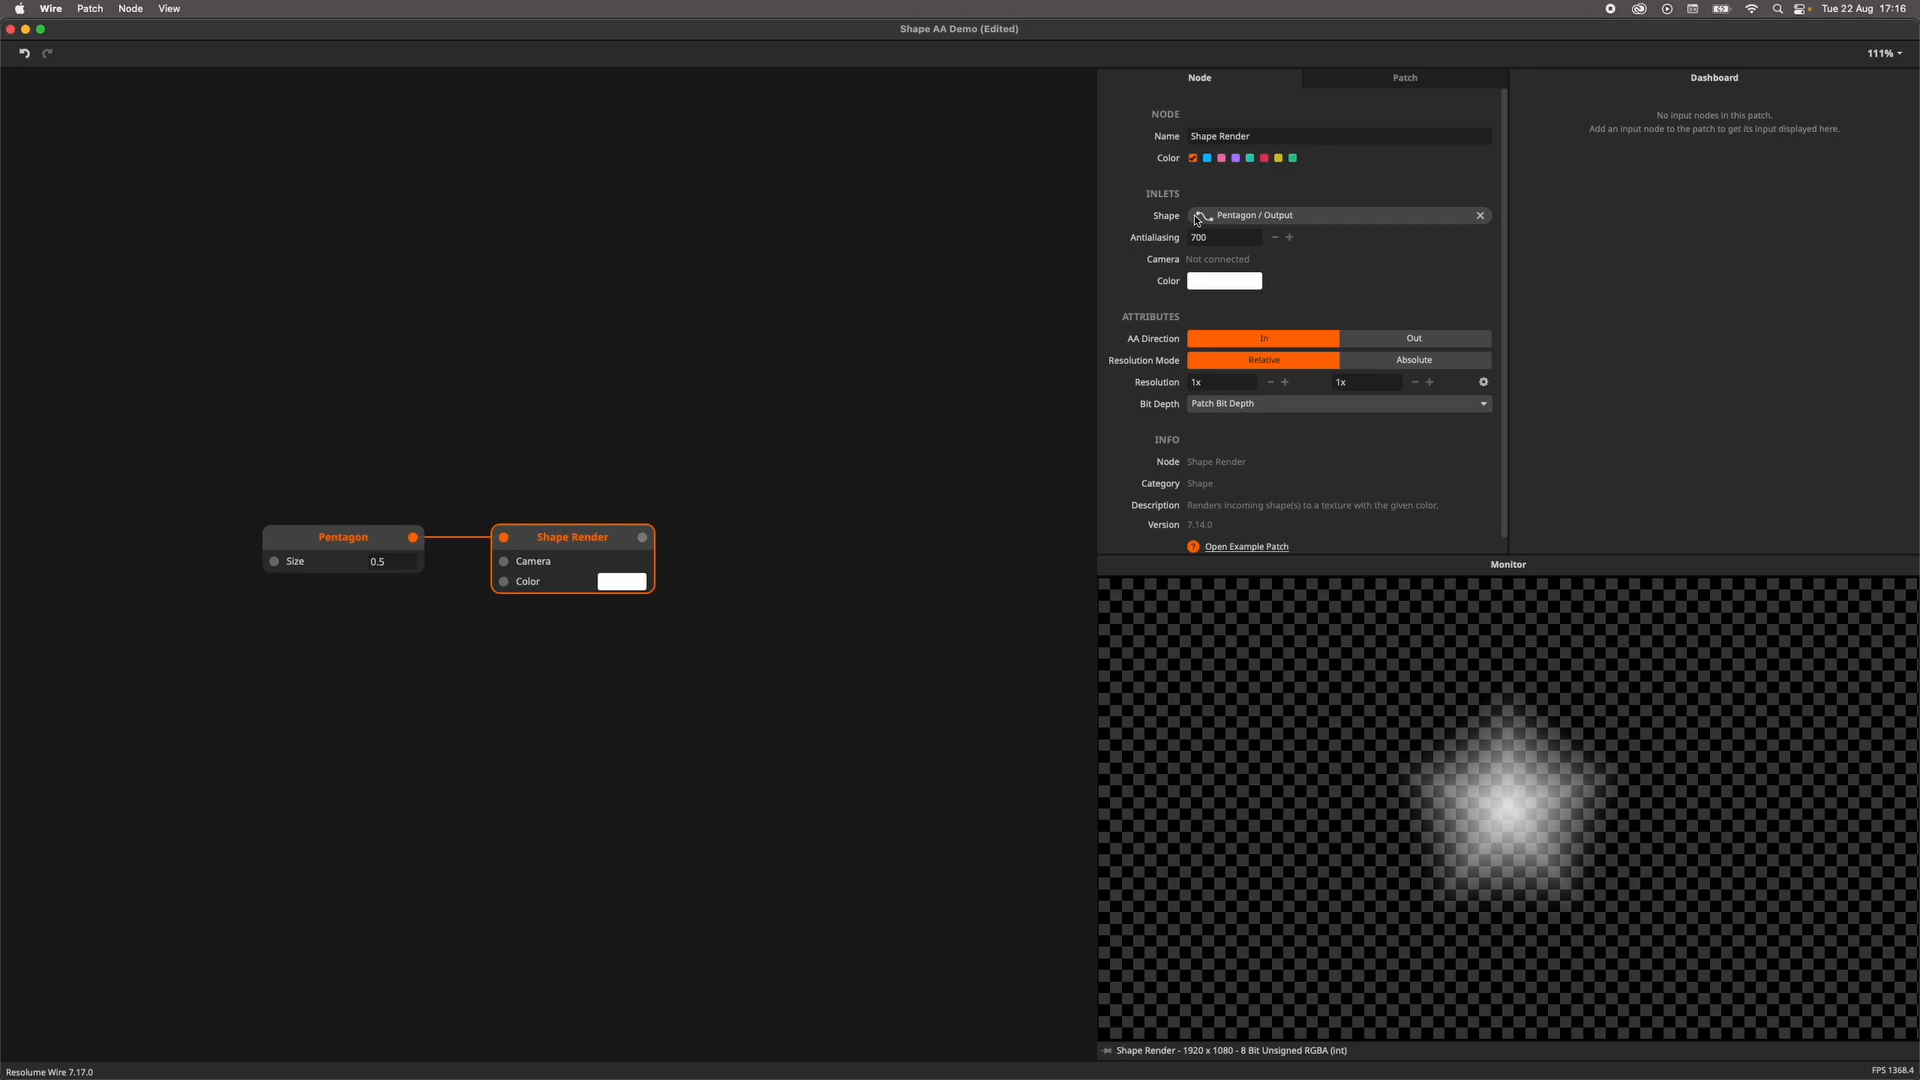 Wire Patch Node View
Tue 22 Aug 17:16
Shape AA Demo (Edited)
111%
Node
Patch
Dashboard
No input nodes in this patch.
Add an input node to the patch to get its input displayed here.
NODE
Name Shape Render
Color
INLETS
Shape Pentagon / Output
Antialiasing 700
Camera Not connected
Color
ATTRIBUTES
AA Direction In Out
Resolution Mode Relative Absolute
Resolution 1x 1x
Bit Depth Patch Bit Depth
INFO
Node Shape Render
Category Shape
Description Renders incoming shape(s) to a texture with the given color.
Version 7.14.0
? Open Example Patch
Pentagon
Size 0.5
Shape Render
Camera
Color
Monitor
Shape Render - 1920 x 1080 - 8 Bit Unsigned RGBA (int)
Resolume Wire 7.17.0
FPS 1368.4